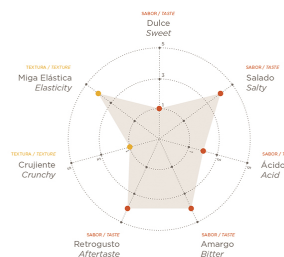 SABOR / TASTE
Dulce
Sweet
5
3
1
TEXTURA / TEXTURE
Miga Elástica
Elasticity
SABOR / TASTE
Salado
Salty
TEXTURA / TEXTURE
Crujiente
Crunchy
SABOR /
Ácido
Acid
SABOR / TASTE
Retrogusto
Aftertaste
SABOR / TASTE
Amargo
Bitter